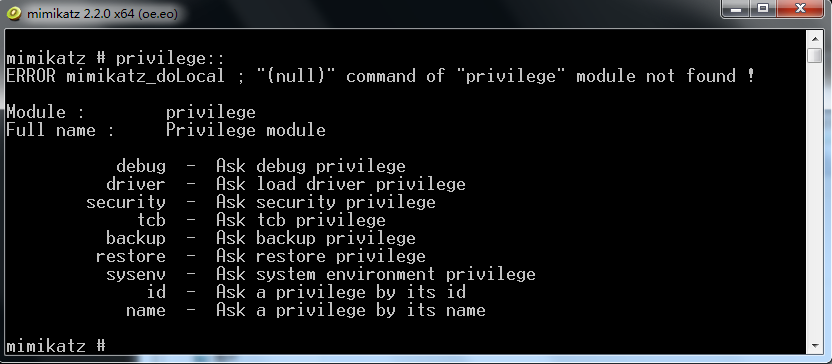 mimikatz 2.2.0 x64 (oe.eo)
mimikatz # privilege::
ERROR mimikatz_doLocal ; "(null)" command of "privilege" module not found !
Module :        privilege
Full name :     Privilege module
debug  -  Ask debug privilege
driver  -  Ask load driver privilege
security  -  Ask security privilege
tcb  -  Ask tcb privilege
backup  -  Ask backup privilege
restore  -  Ask restore privilege
sysenv  -  Ask system environment privilege
id  -  Ask a privilege by its id
name  -  Ask a privilege by its name
mimikatz #